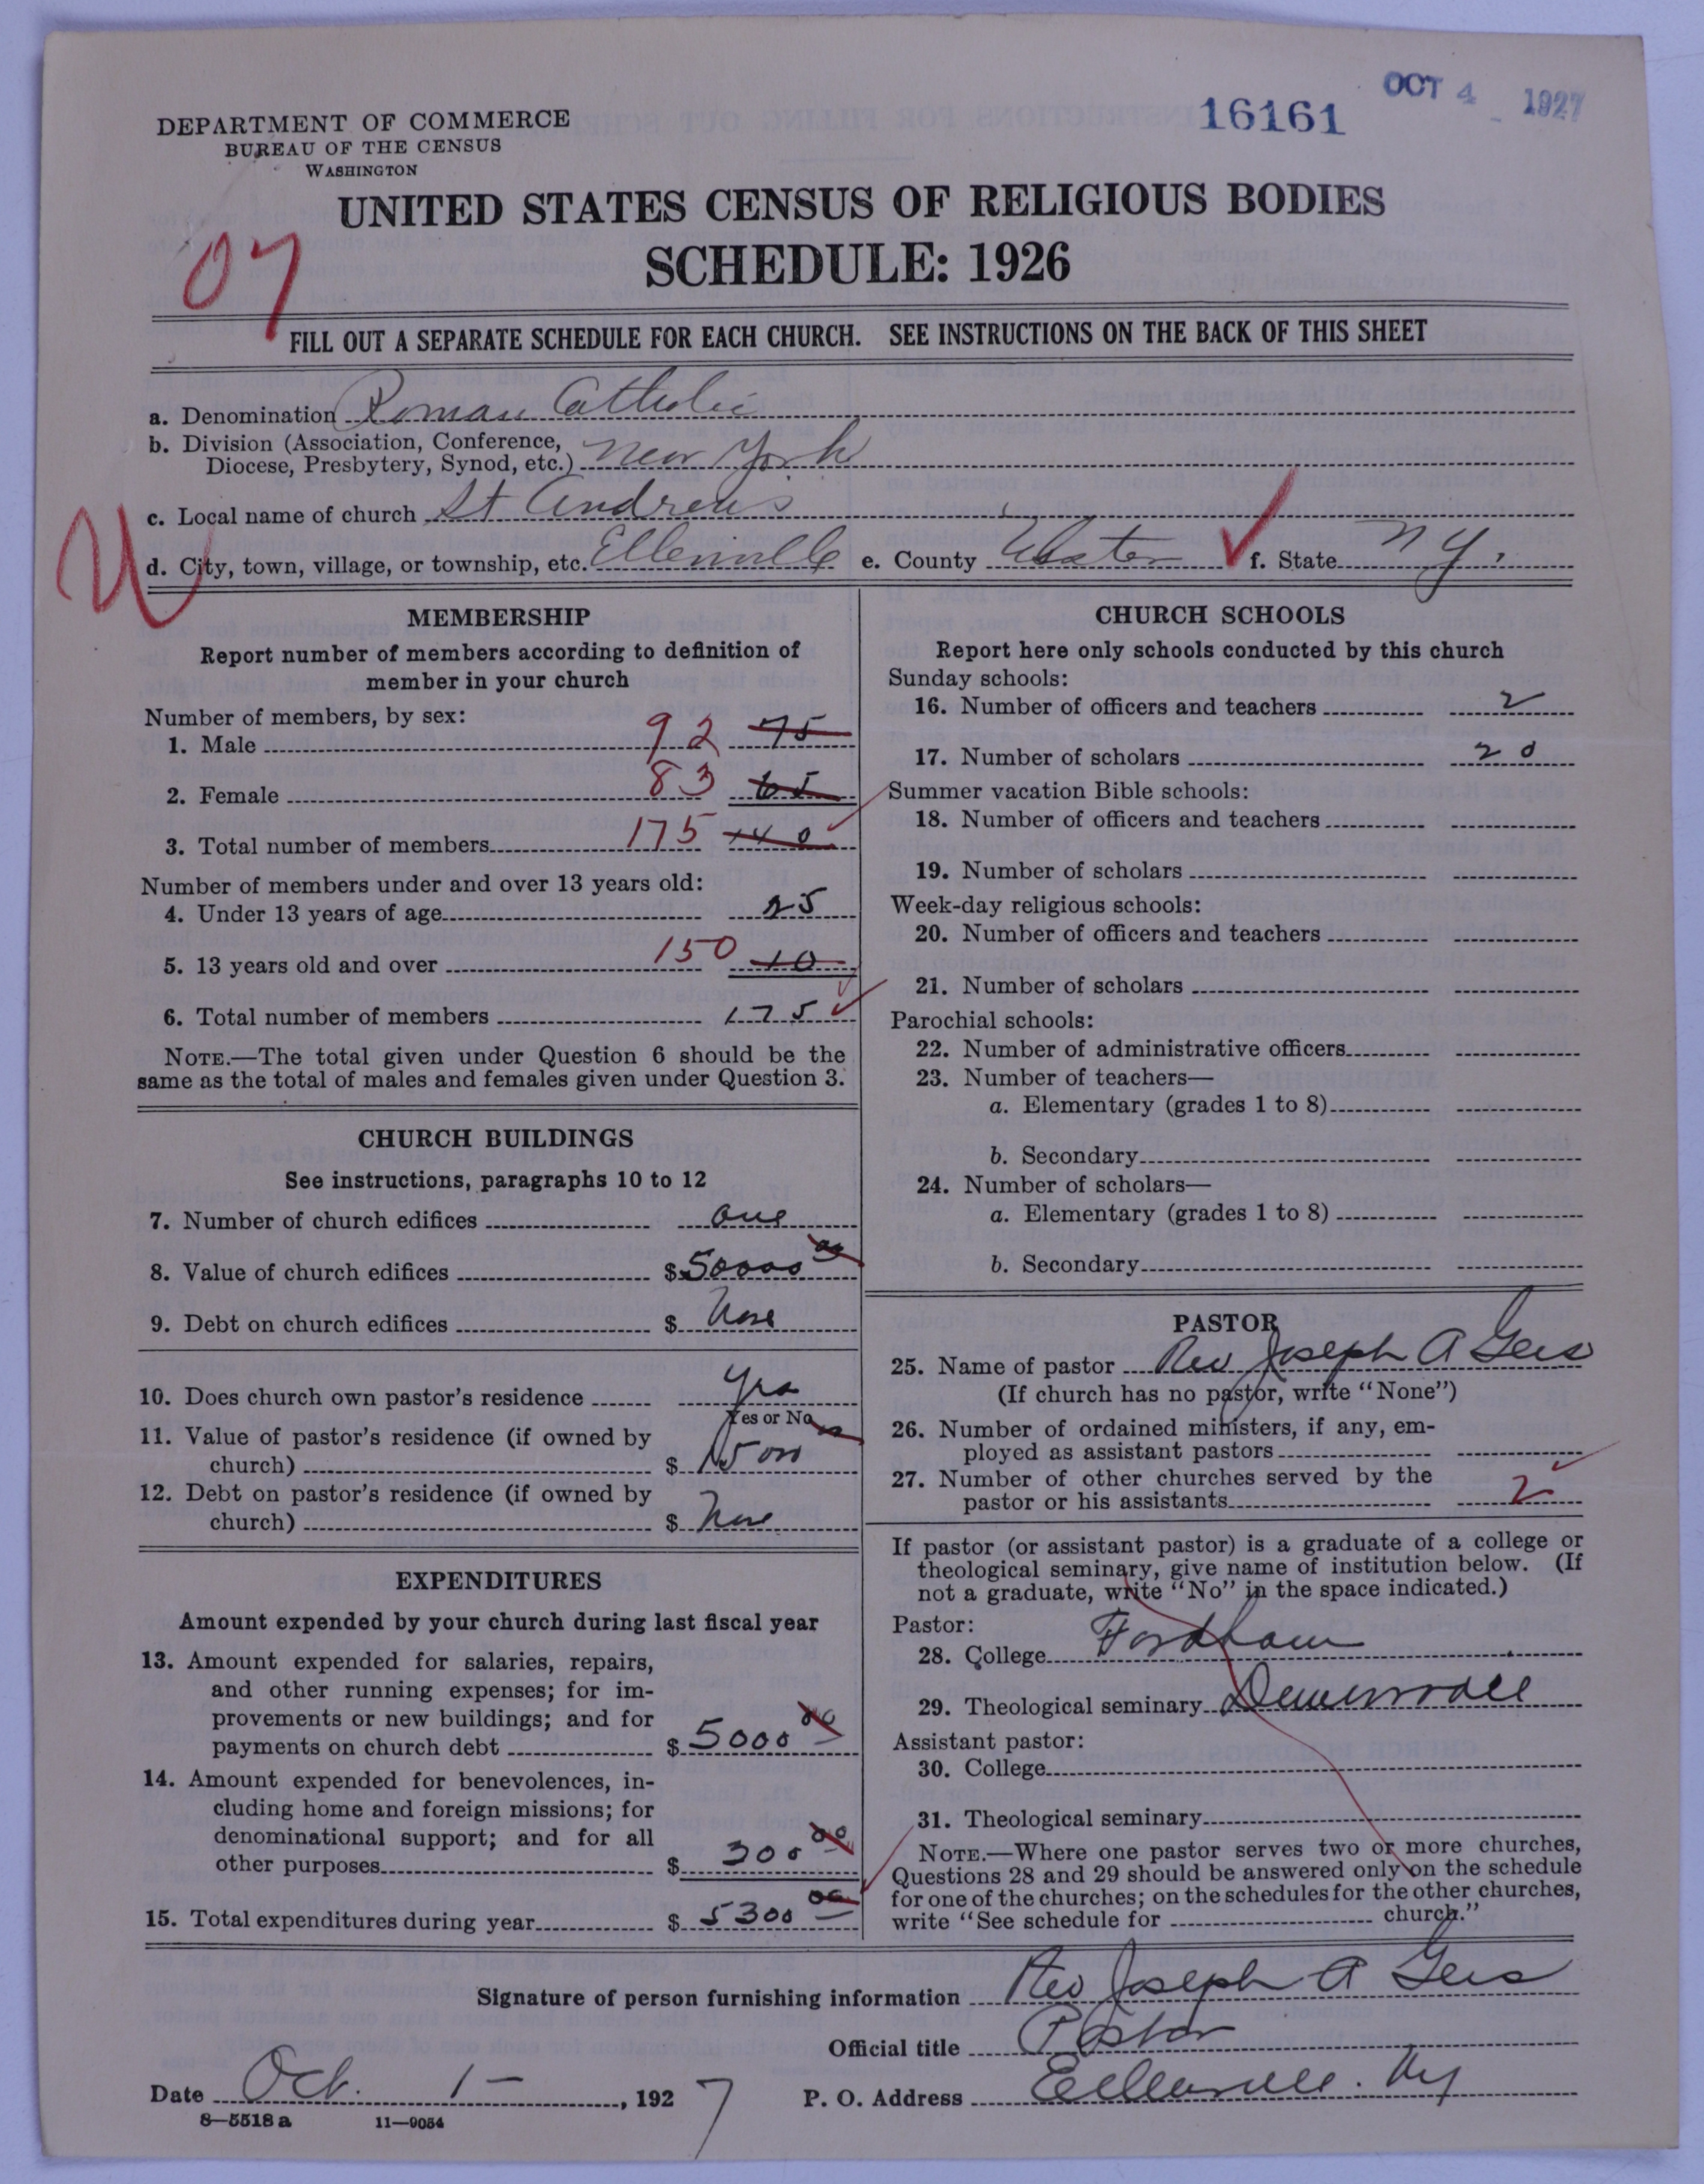 16161 OCT 4 1927
DEPARTMENT OF COMMERCE
BUREAU OF THE CENSUS
WASHINGTON
UNITED STATES CENSUS OF RELIGIOUS BODIES
07
SCHEDULE: 1926
FILL OUT A SEPARATE SCHEDULE FOR EACH CHURCH. SEE INSTRUCTIONS ON THE BACK OF THIS SHEET
a. Denomination Roman Catholic
b. Division (Association, Conference,
Diocese, Presbytery, Synod, etc.) New York
c. Local name of church St Andrews
U
d. City, town, village, or township, etc. Ellenville e. County Ulster ✓ f. State N Y.
MEMBERSHIP
Report number of members according to definition of
member in your church
Number of members, by sex:
1. Male 92 75
2. Female 83 65
3. Total number of members 175 140
Number of members under and over 13 years old:
4. Under 13 years of age 25
5. 13 years old and over 150 10
6. Total number of members 175
NOTE.—The total given under Question 6 should be the
same as the total of males and females given under Question 3.
CHURCH BUILDINGS
See instructions, paragraphs 10 to 12
7. Number of church edifices one
8. Value of church edifices $ 50000 00
9. Debt on church edifices $ None
10. Does church own pastor's residence Yes
Yes or No
11. Value of pastor's residence (if owned by
church) $ 1500
12. Debt on pastor's residence (if owned by
church) $ None
EXPENDITURES
Amount expended by your church during last fiscal year
13. Amount expended for salaries, repairs,
and other running expenses; for im-
provements or new buildings; and for
payments on church debt $ 5000 00
14. Amount expended for benevolences, in-
cluding home and foreign missions; for
denominational support; and for all
other purposes $ 300 00
15. Total expenditures during year $ 5300 00
CHURCH SCHOOLS
Report here only schools conducted by this church
Sunday schools:
16. Number of officers and teachers 2
17. Number of scholars 20
Summer vacation Bible schools:
18. Number of officers and teachers
19. Number of scholars
Week-day religious schools:
20. Number of officers and teachers
21. Number of scholars
Parochial schools:
22. Number of administrative officers
23. Number of teachers—
a. Elementary (grades 1 to 8)
b. Secondary
24. Number of scholars—
a. Elementary (grades 1 to 8)
b. Secondary
PASTOR
25. Name of pastor Rev Joseph A Geis
(If church has no pastor, write "None")
26. Number of ordained ministers, if any, em-
ployed as assistant pastors
27. Number of other churches served by the
pastor or his assistants 2
If pastor (or assistant pastor) is a graduate of a college or
theological seminary, give name of institution below. (If
not a graduate, write "No" in the space indicated.)
Pastor:
28. College Fordham
29. Theological seminary Dunwoodie
Assistant pastor:
30. College
31. Theological seminary
NOTE.—Where one pastor serves two or more churches,
Questions 28 and 29 should be answered only on the schedule
for one of the churches; on the schedules for the other churches,
write "See schedule for church."
Signature of person furnishing information Rev Joseph A Geis
Official title Pastor
Date Oct. 1 - , 1927 P. O. Address Ellenville. Ny
8—5518 a 11—9054